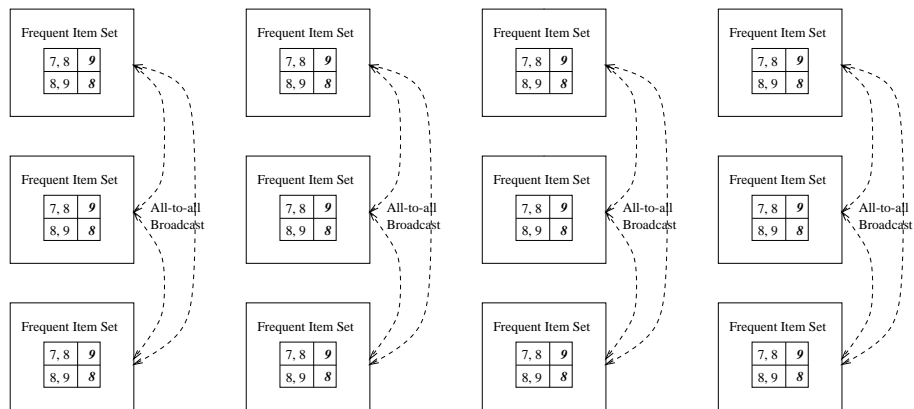 Frequent Item Set Frequent Item Set Frequent Item Set Frequent Item Set
7, 8 9 7, 8 9 7, 8 9 7, 8 9
8, 9 8 8, 9 8 8, 9 8 8, 9 8
Frequent Item Set Frequent Item Set Frequent Item Set Frequent Item Set
7, 8 9 All-to-all 7, 8 9 All-to-all 7, 8 9 All-to-all 7, 8 9 All-to-all
8, 9 8 Broadcast 8, 9 8 Broadcast 8, 9 8 Broadcast 8, 9 8 Broadcast
Frequent Item Set Frequent Item Set Frequent Item Set Frequent Item Set
7, 8 9 7, 8 9 7, 8 9 7, 8 9
8, 9 8 8, 9 8 8, 9 8 8, 9 8